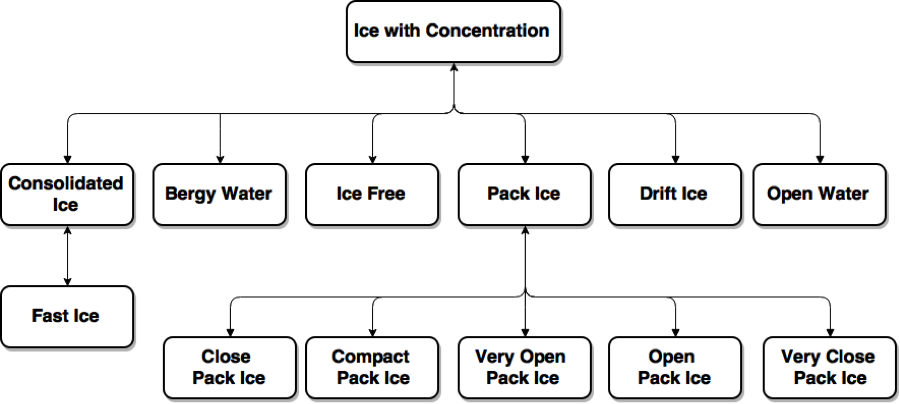 Ice with Concentration
Consolidated
Ice
Bergy Water
Ice Free
Pack Ice
Drift Ice
Open Water
Fast Ice
Close
Pack Ice
Compact
Pack Ice
Very Open
Pack Ice
Open
Pack Ice
Very Close
Pack Ice